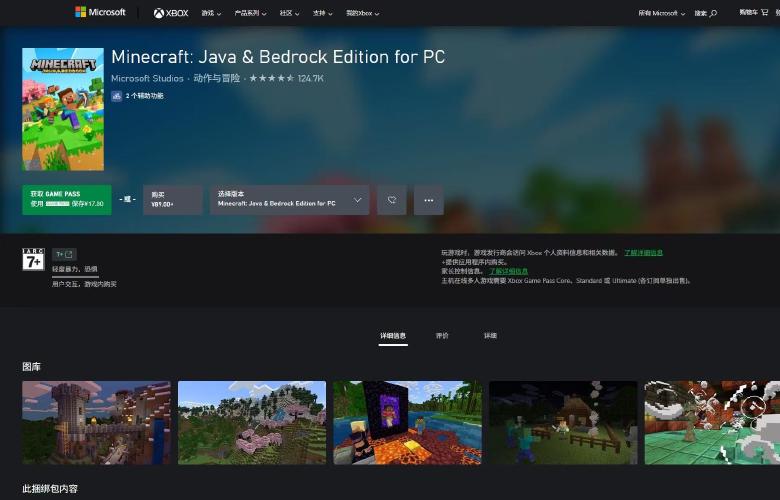 Microsoft
XBOX
游戏
产品系列
社区
支持
我的Xbox
所有 Microsoft
搜索
购物车
MINECRAFT
Minecraft: Java & Bedrock Edition for PC
Microsoft Studios · 动作与冒险 · 124.7K
2 个辅助功能
获取 GAME PASS
使用 保存¥17.80
- 或 -
购买
¥89.00+
选择版本
Minecraft: Java & Bedrock Edition for PC
IARC
7+
7+
轻度暴力、恐惧
用户交互、游戏内购买
玩游戏时，游戏发行商会访问 Xbox 个人资料信息和相关数据。 了解详细信息
+提供应用程序内购买。
家长控制信息。 了解详细信息
主机在线多人游戏需要 Xbox Game Pass Core、Standard 或 Ultimate (各订阅单独出售)。
详细信息
评价
详细
图库
此捆绑包内容